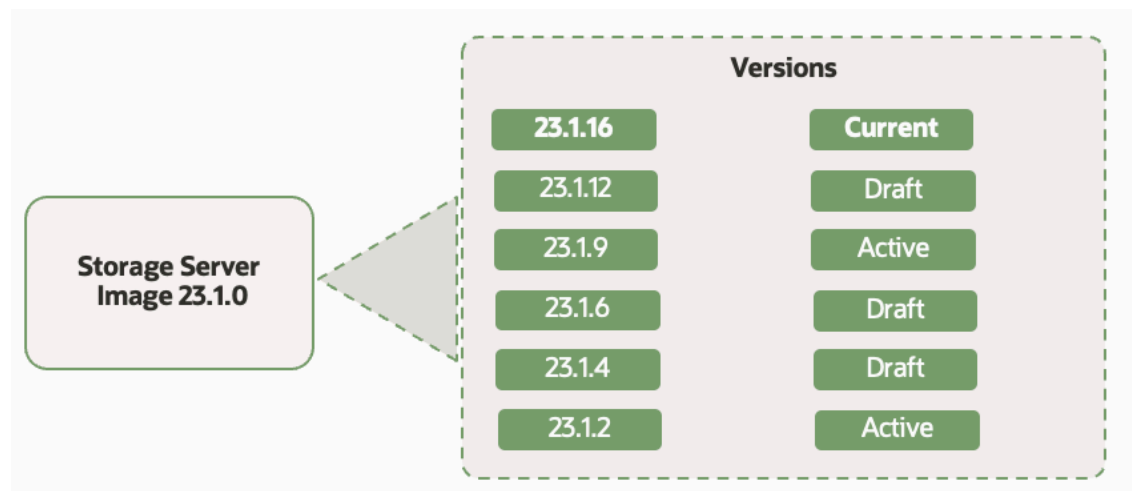 Versions
23.1.16 Current
23.1.12 Draft
23.1.9 Active
Storage Server
Image 23.1.0
23.1.6 Draft
23.1.4 Draft
23.1.2 Active